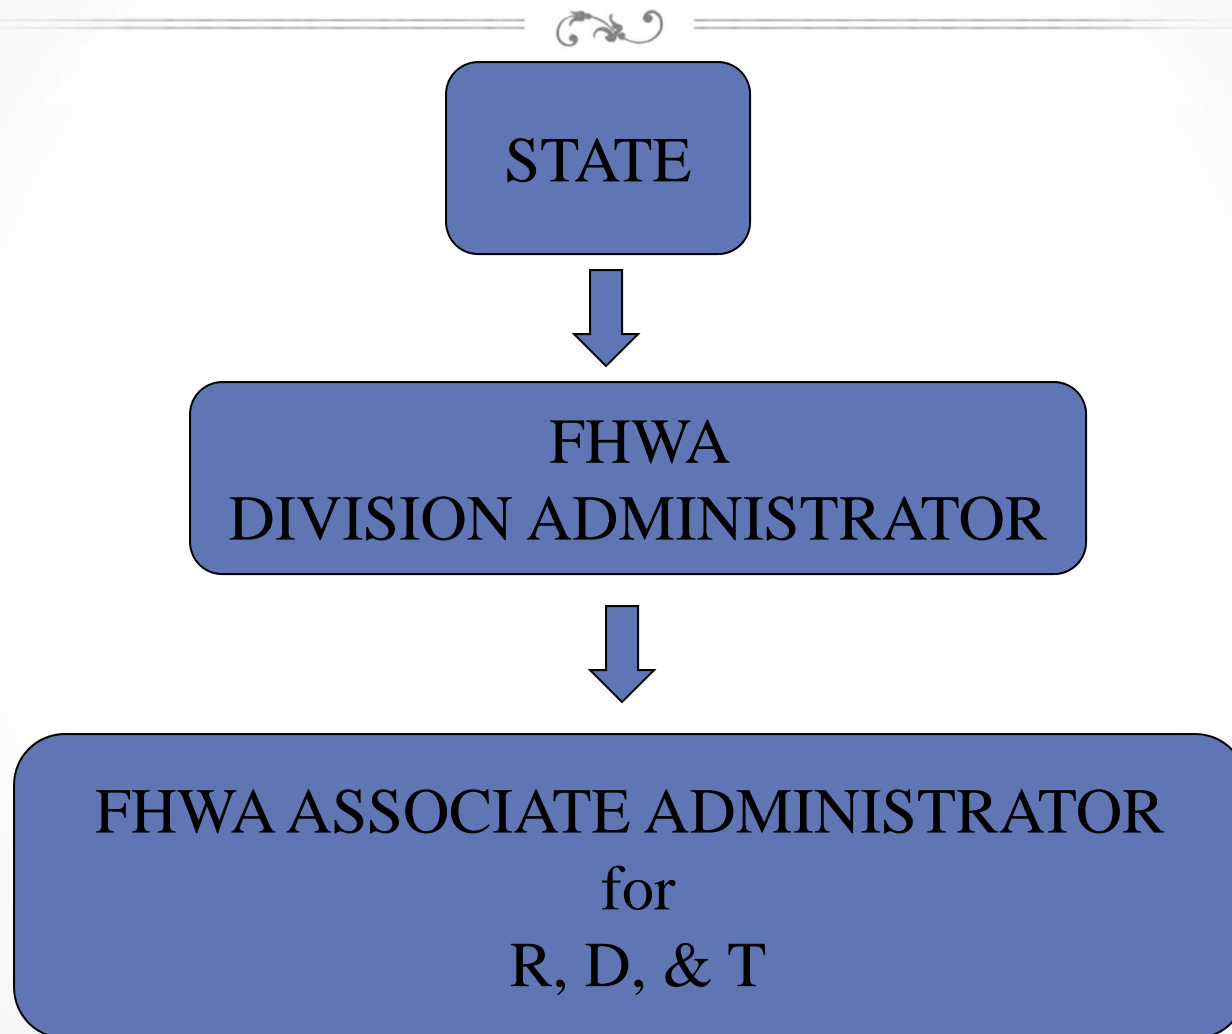 STATE
FHWA
DIVISION ADMINISTRATOR
FHWA ASSOCIATE ADMINISTRATOR
for
R, D, & T